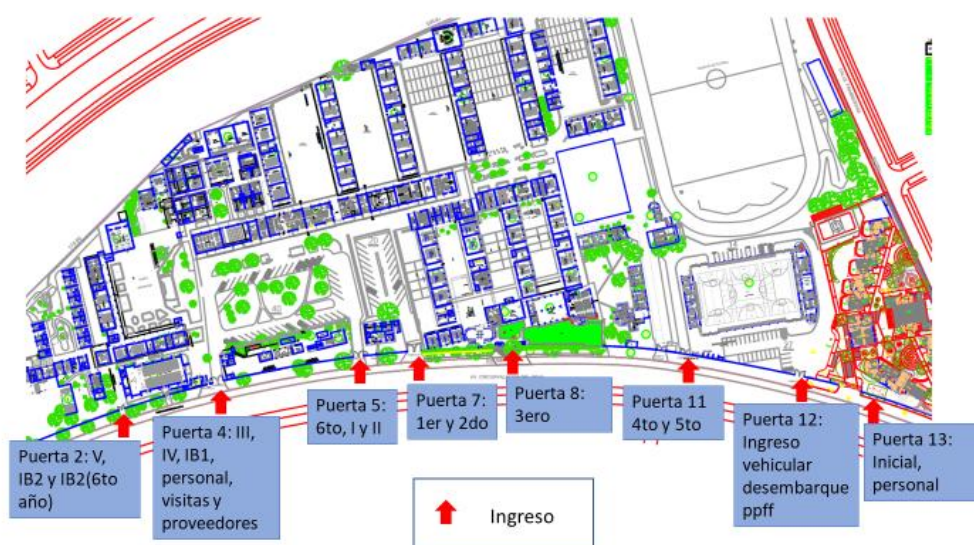 Puerta 2: V,
IB2 y IB2(6to
año)
Puerta 4: III,
IV, IB1,
personal,
visitas y
proveedores
Puerta 5:
6to, I y II
Puerta 7:
1er y 2do
Puerta 8:
3ero
Puerta 11
4to y 5to
Puerta 12:
Ingreso
vehicular
desembarque
ppff
Puerta 13:
Inicial,
personal
Ingreso